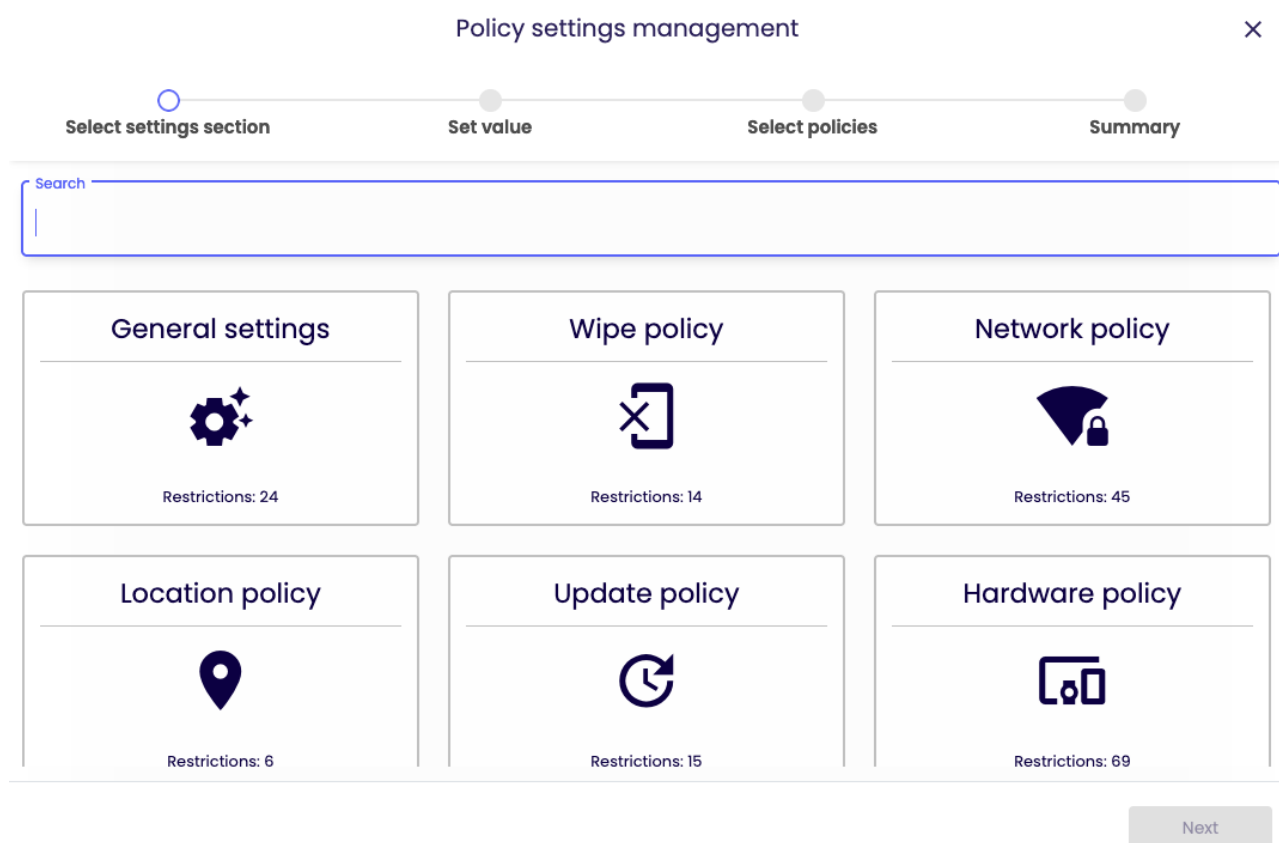 Policy settings management
Select settings section
Set value
Select policies
Summary
Search
General settings
Restrictions: 24
Wipe policy
Restrictions: 14
Network policy
Restrictions: 45
Location policy
Restrictions: 6
Update policy
Restrictions: 15
Hardware policy
Restrictions: 69
Next